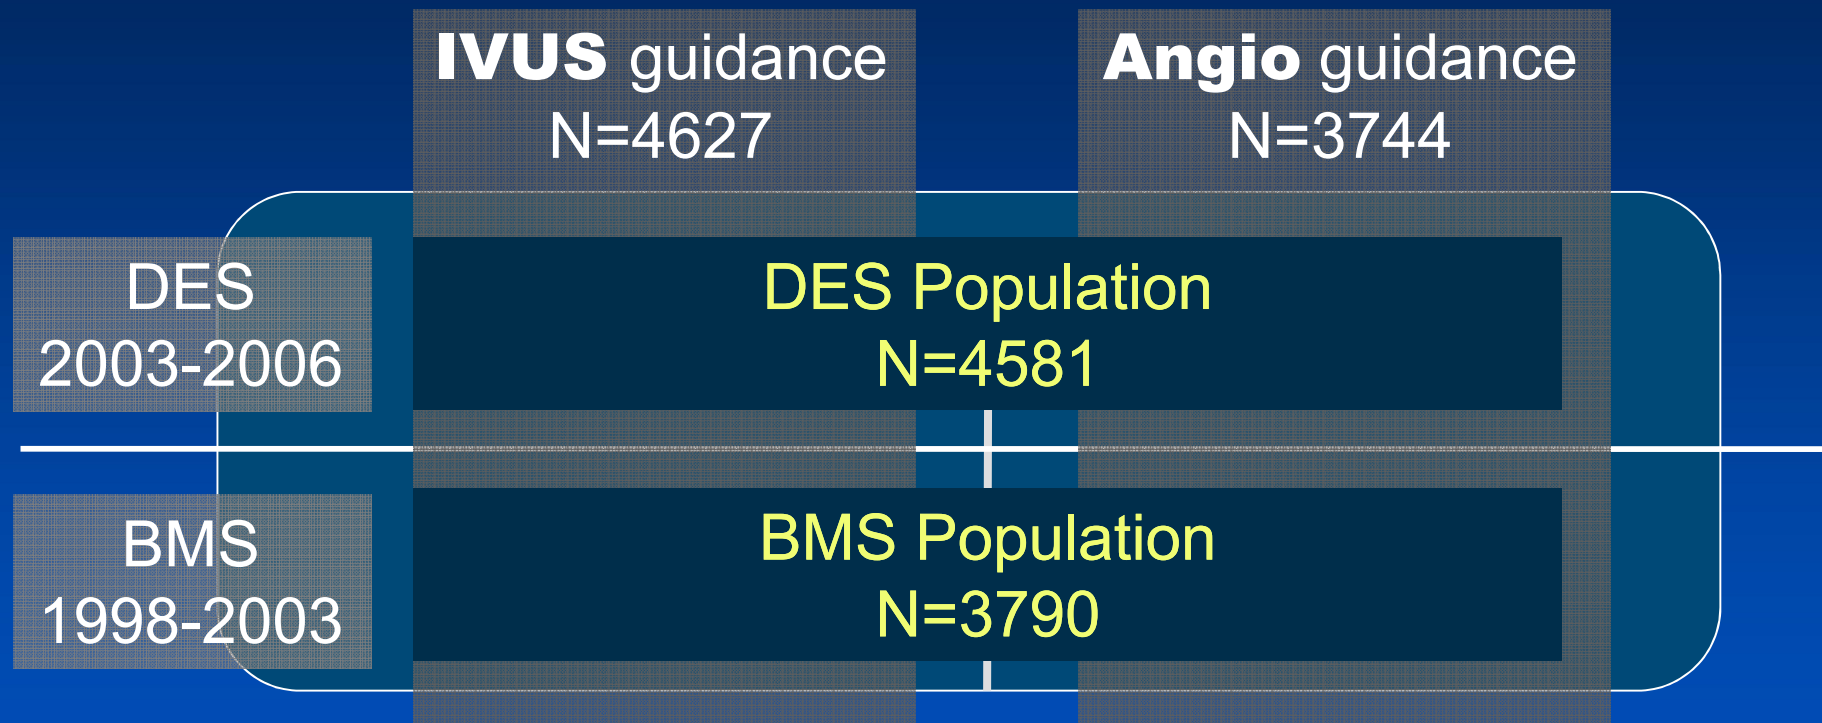 IVUS guidance
N=4627
Angio guidance
N=3744
DES
2003-2006
DES Population
N=4581
BMS
1998-2003
BMS Population
N=3790